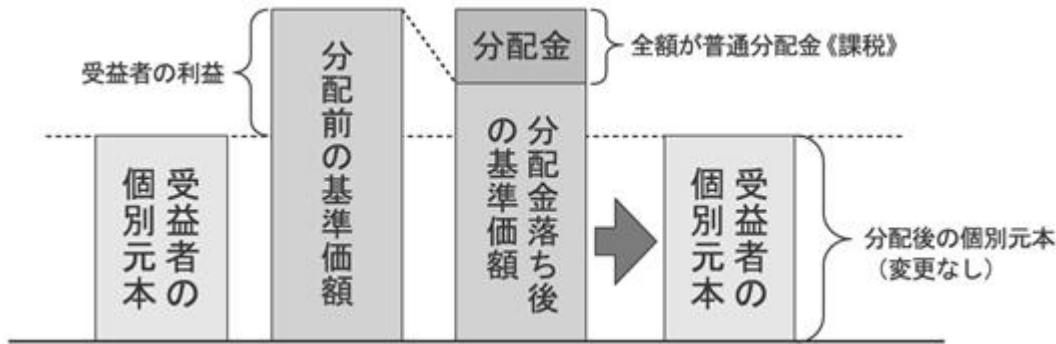 受益者の利益
受益者の
個別元本
分配前の基準価額
分配金
全額が普通分配金《課税》
分配金落ち後
の基準価額
受益者の
個別元本
分配後の個別元本
(変更なし)